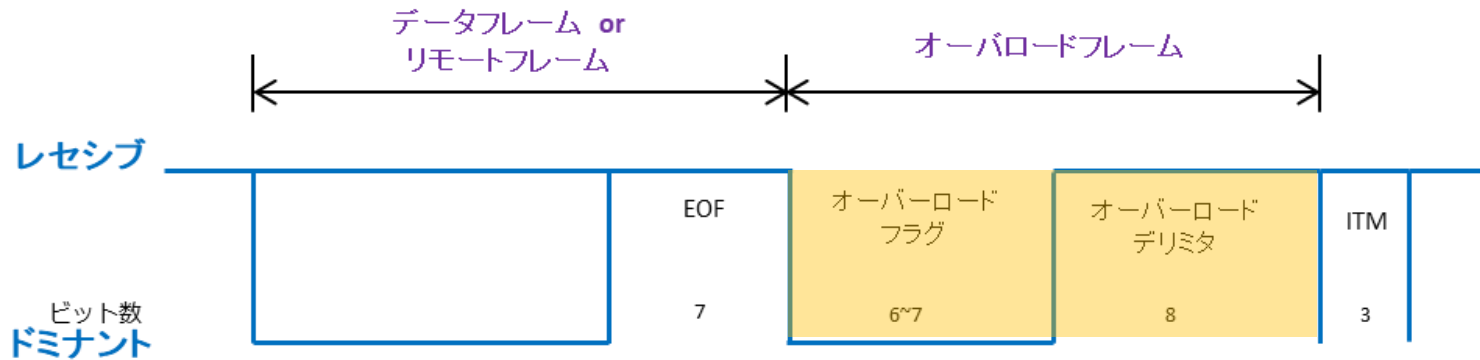 データフレーム or
リモートフレーム
オーバロードフレーム
レセシブ
EOF
オーバーロード
フラグ
オーバーロード
デリミタ
ITM
ビット数
7
6~7
8
3
ドミナント